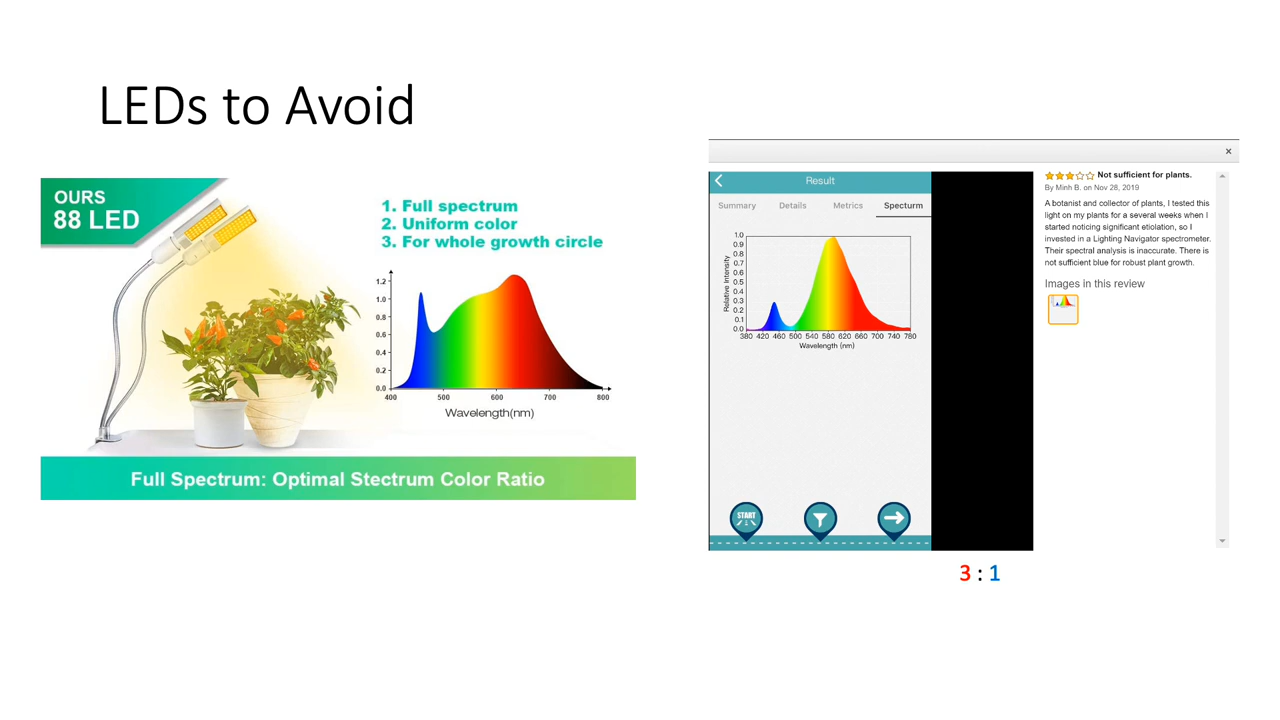 LEDs to Avoid
OURS
88 LED
1. Full spectrum
2. Uniform color
3. For whole growth circle
1.2
1.0
0.8
0.6
0.4
0.2
0.0
400 500 600 700 800
Wavelength(nm)
Full Spectrum: Optimal Stectrum Color Ratio
×
Result
Summary Details Metrics Specturm
1.0
0.9
0.8
0.7
0.6
0.5
0.4
0.3
0.2
0.1
0.0
Relative Intensity
380 420 460 500 540 580 620 660 700 740 780
Wavelength (nm)
START
Not sufficient for plants.
By Minh B. on Nov 28, 2019
A botanist and collector of plants, I tested this
light on my plants for a several weeks when I
started noticing significant etiolation, so I
invested in a Lighting Navigator spectrometer.
Their spectral analysis is inaccurate. There is
not sufficient blue for robust plant growth.
Images in this review
3 : 1